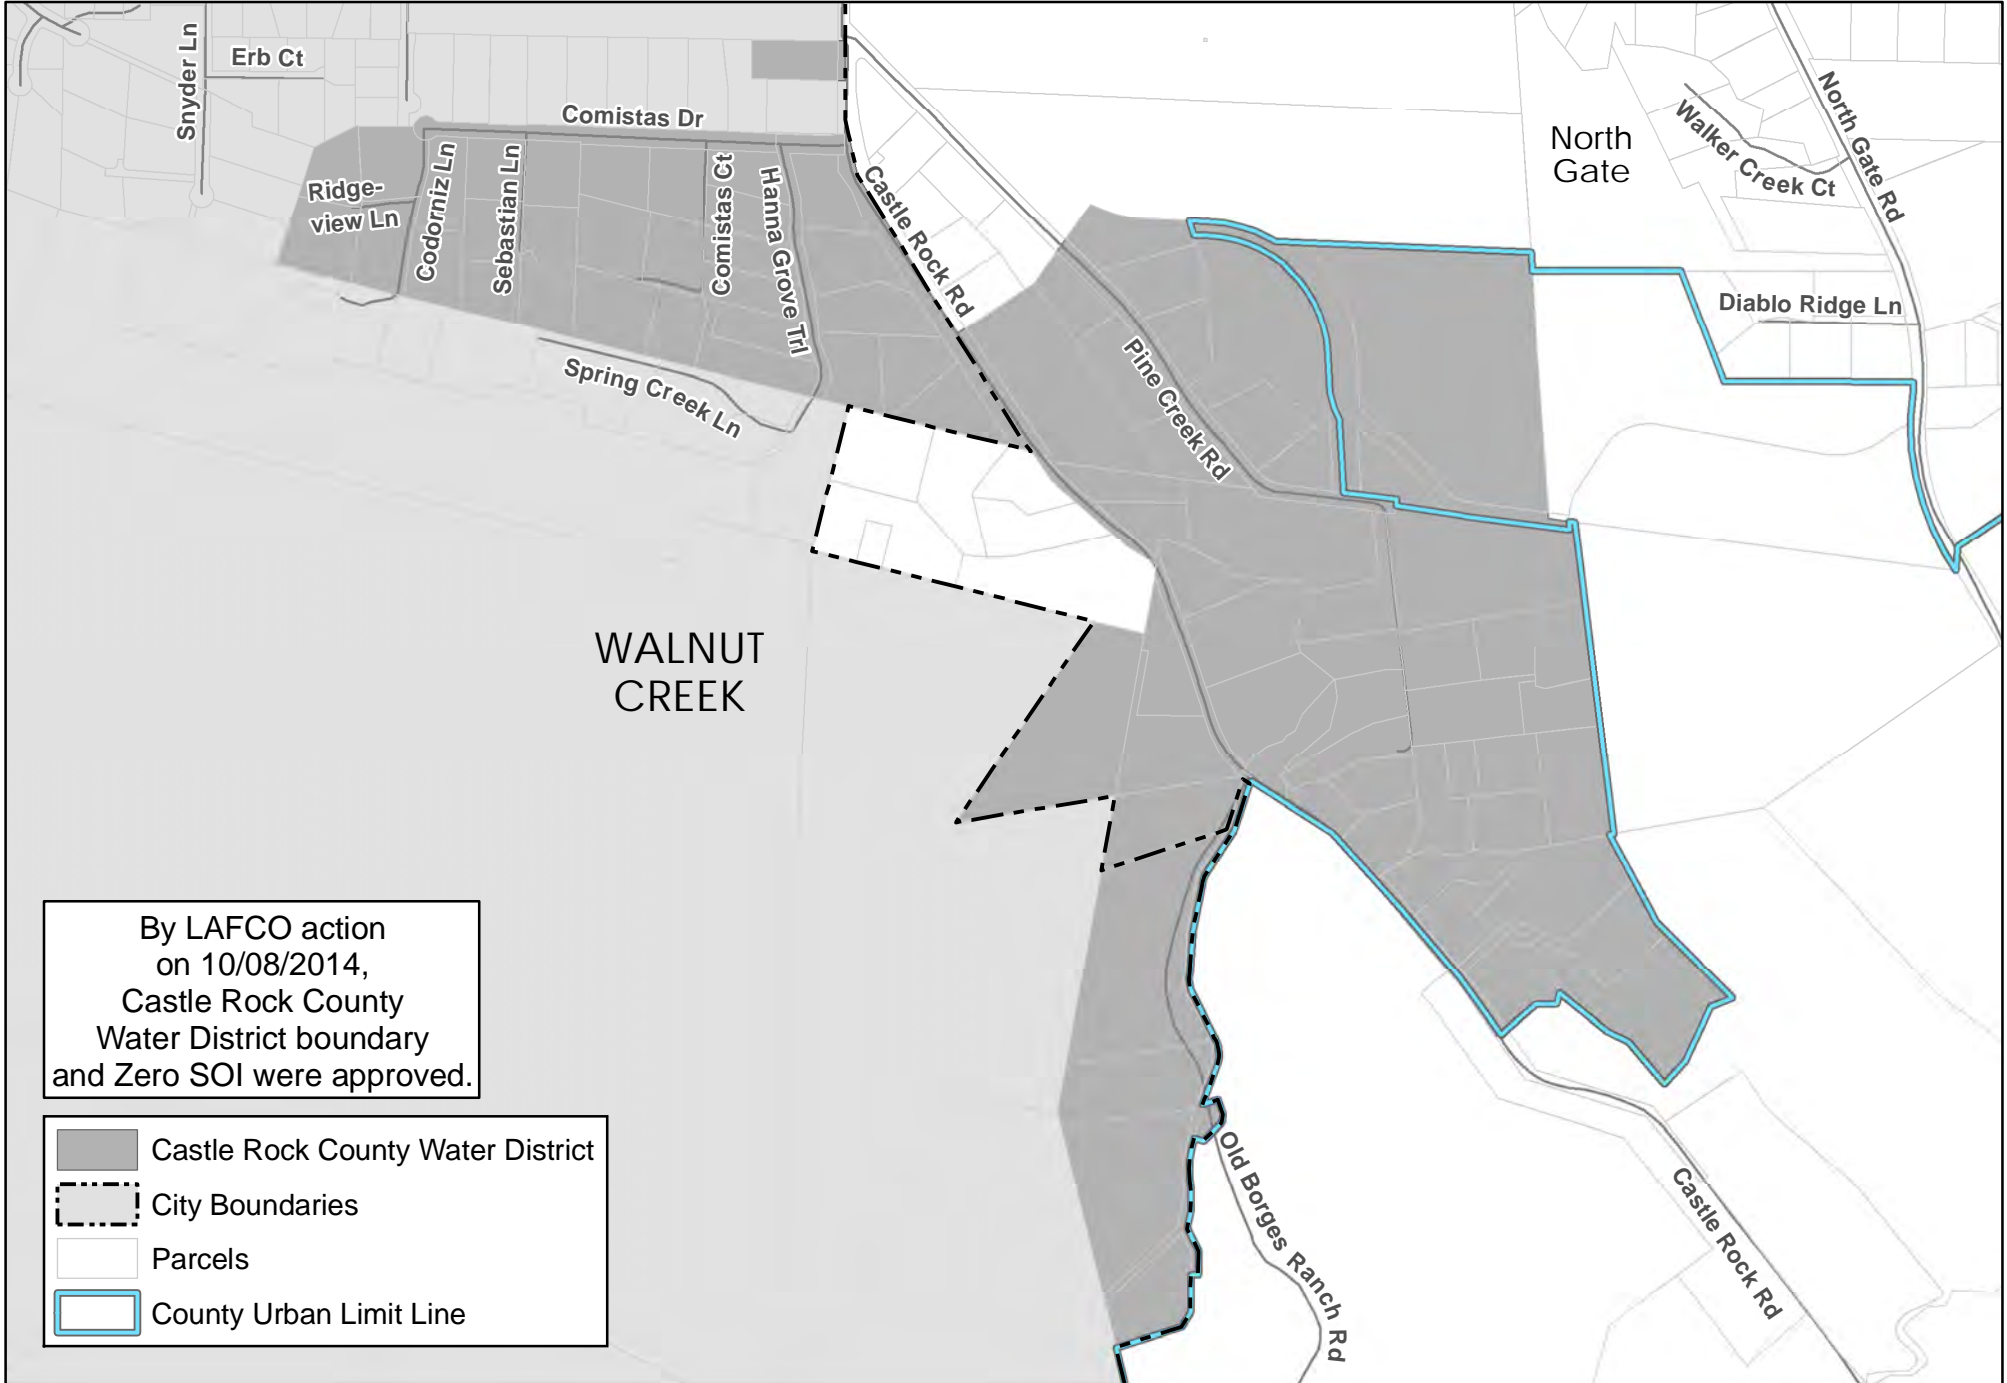 Snyder Ln
Erb Ct
Comistas Dr
Ridge-
view Ln
Codorniz Ln
Sebastian Ln
Comistas Ct
Hanna Grove Trl
Castle Rock Rd
Spring Creek Ln
Pine Creek Rd
North
Gate
Walker Creek Ct
North Gate Rd
Diablo Ridge Ln
WALNUT
CREEK
Old Borges Ranch Rd
Castle Rock Rd
By LAFCO action
on 10/08/2014,
Castle Rock County
Water District boundary
and Zero SOI were approved.
Castle Rock County Water District
City Boundaries
Parcels
County Urban Limit Line